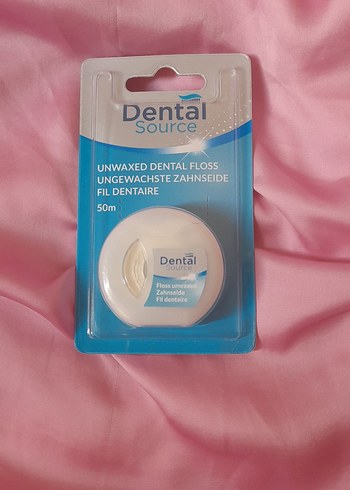 Dental
Source
UNWAXED DENTAL FLOSS
UNGEWACHSTE ZAHNSEIDE
FIL DENTAIRE
50m
Dental
Source
Floss unwaxed
Zahnseide
Fil dentaire